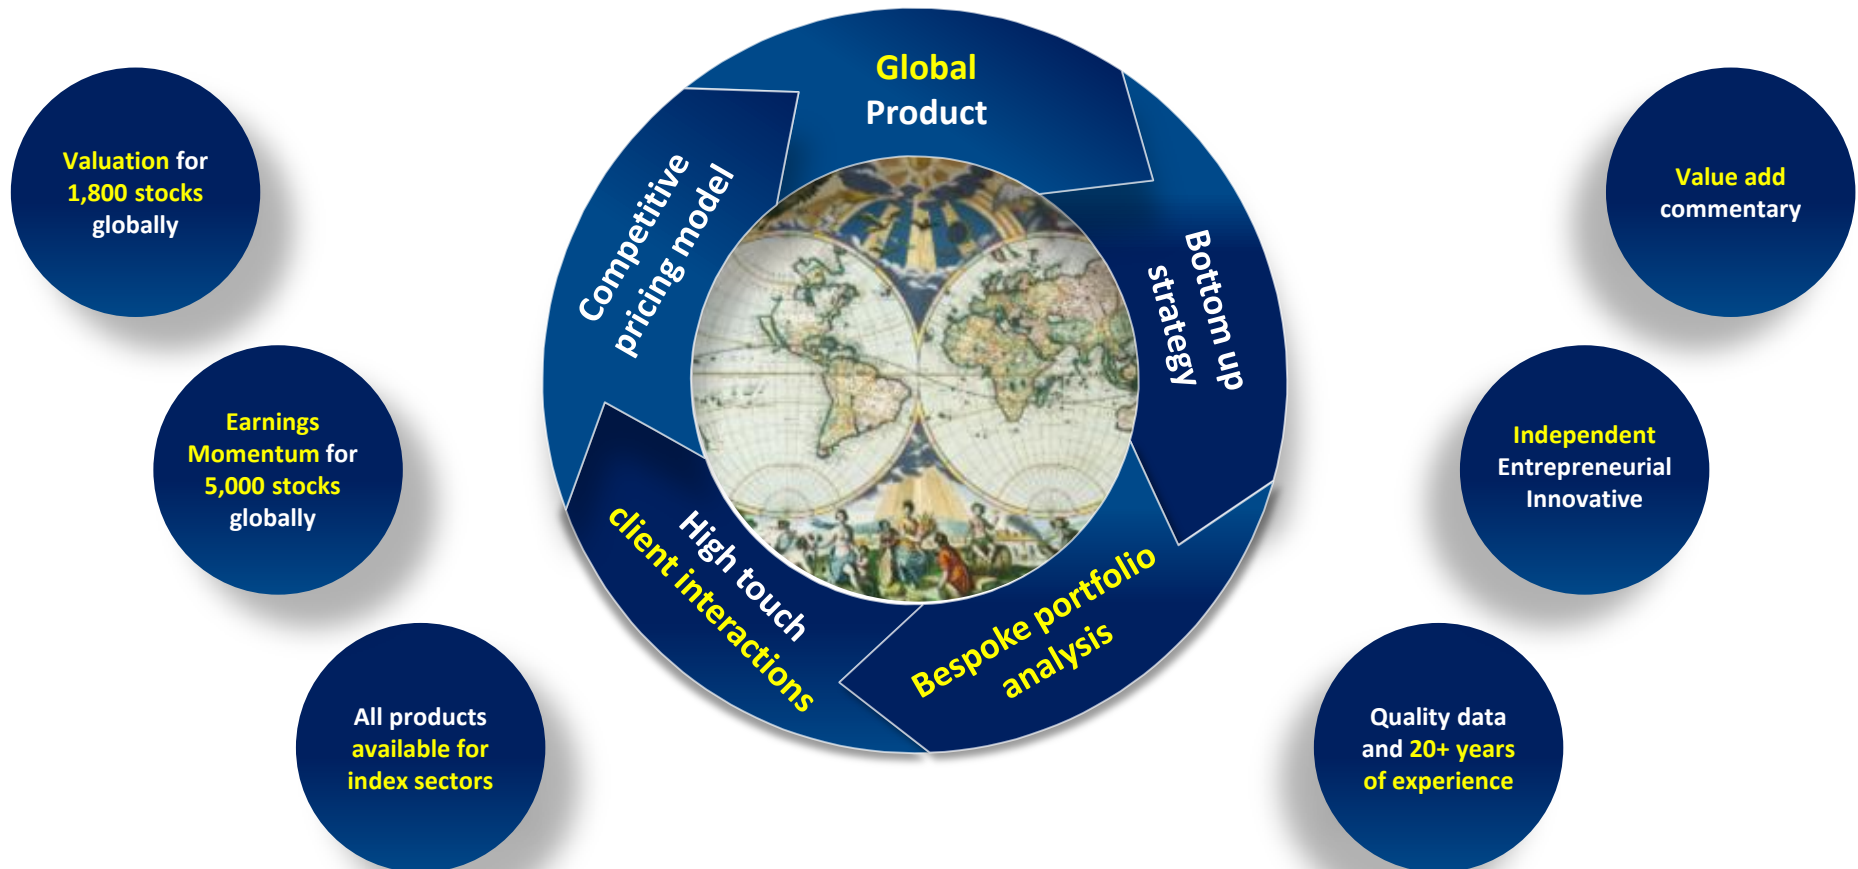 Global
Product
Bottom up
strategy
Bespoke portfolio
analysis
High touch
client interactions
Competitive
pricing model
Valuation for
1,800 stocks
globally
Earnings
Momentum for
5,000 stocks
globally
All products
available for
index sectors
Value add
commentary
Independent
Entrepreneurial
Innovative
Quality data
and 20+ years
of experience